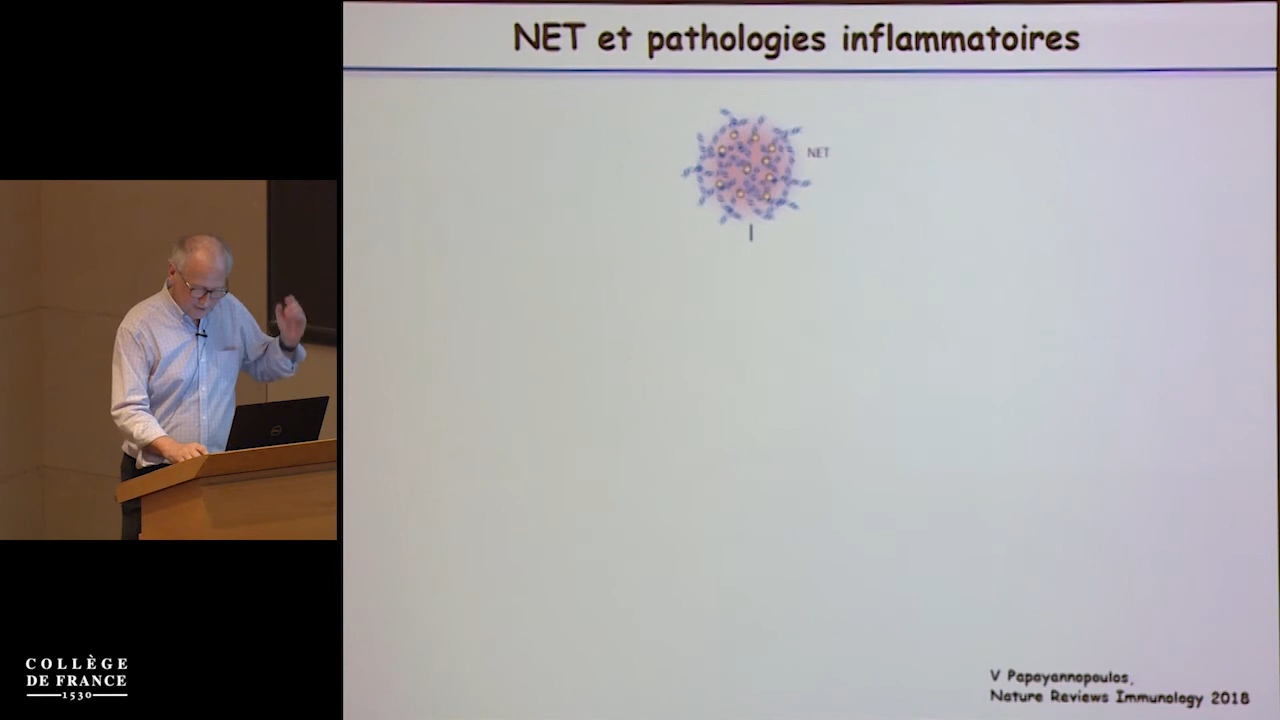 NET et pathologies inflammatoires
NET
V Papayannopoulos,
Nature Reviews Immunology 2018
COLLÈGE
DE FRANCE
1530